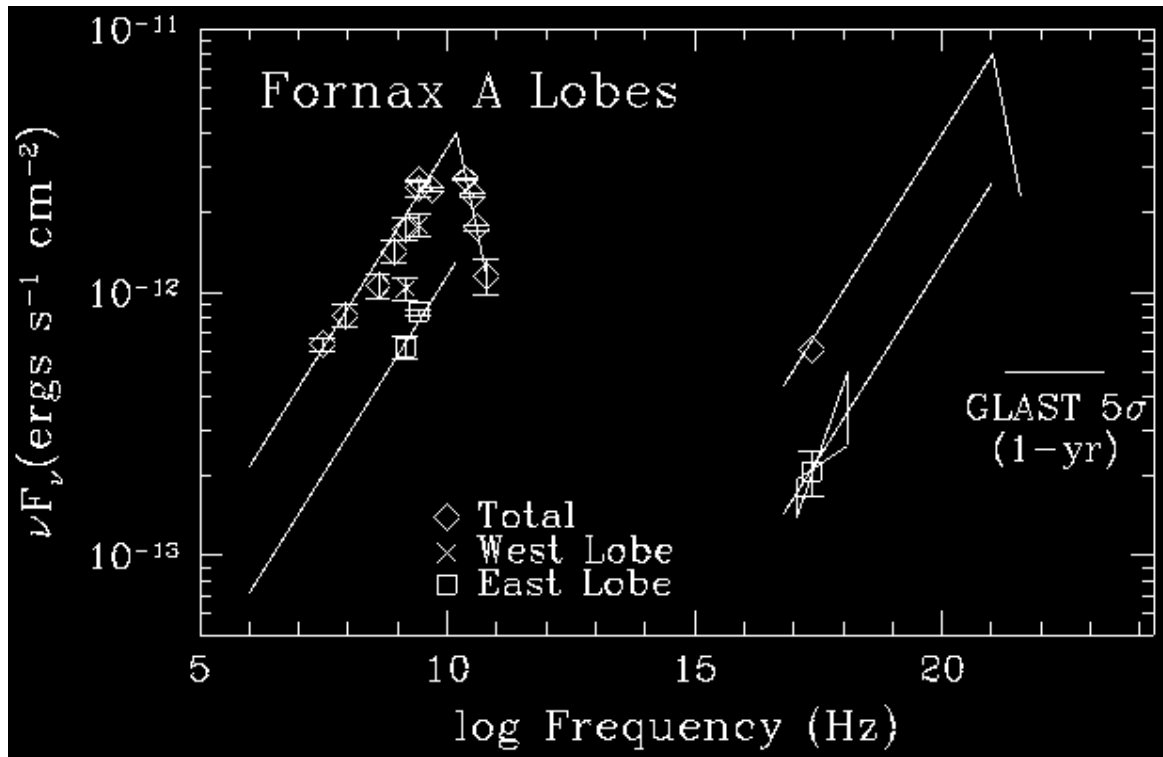 10⁻¹¹
Fornax A Lobes
νFᵥ(ergs s⁻¹ cm⁻²)
10⁻¹²
GLAST 5σ
(1−yr)
Total
West Lobe
East Lobe
10⁻¹³
5 10 15 20
log Frequency (Hz)